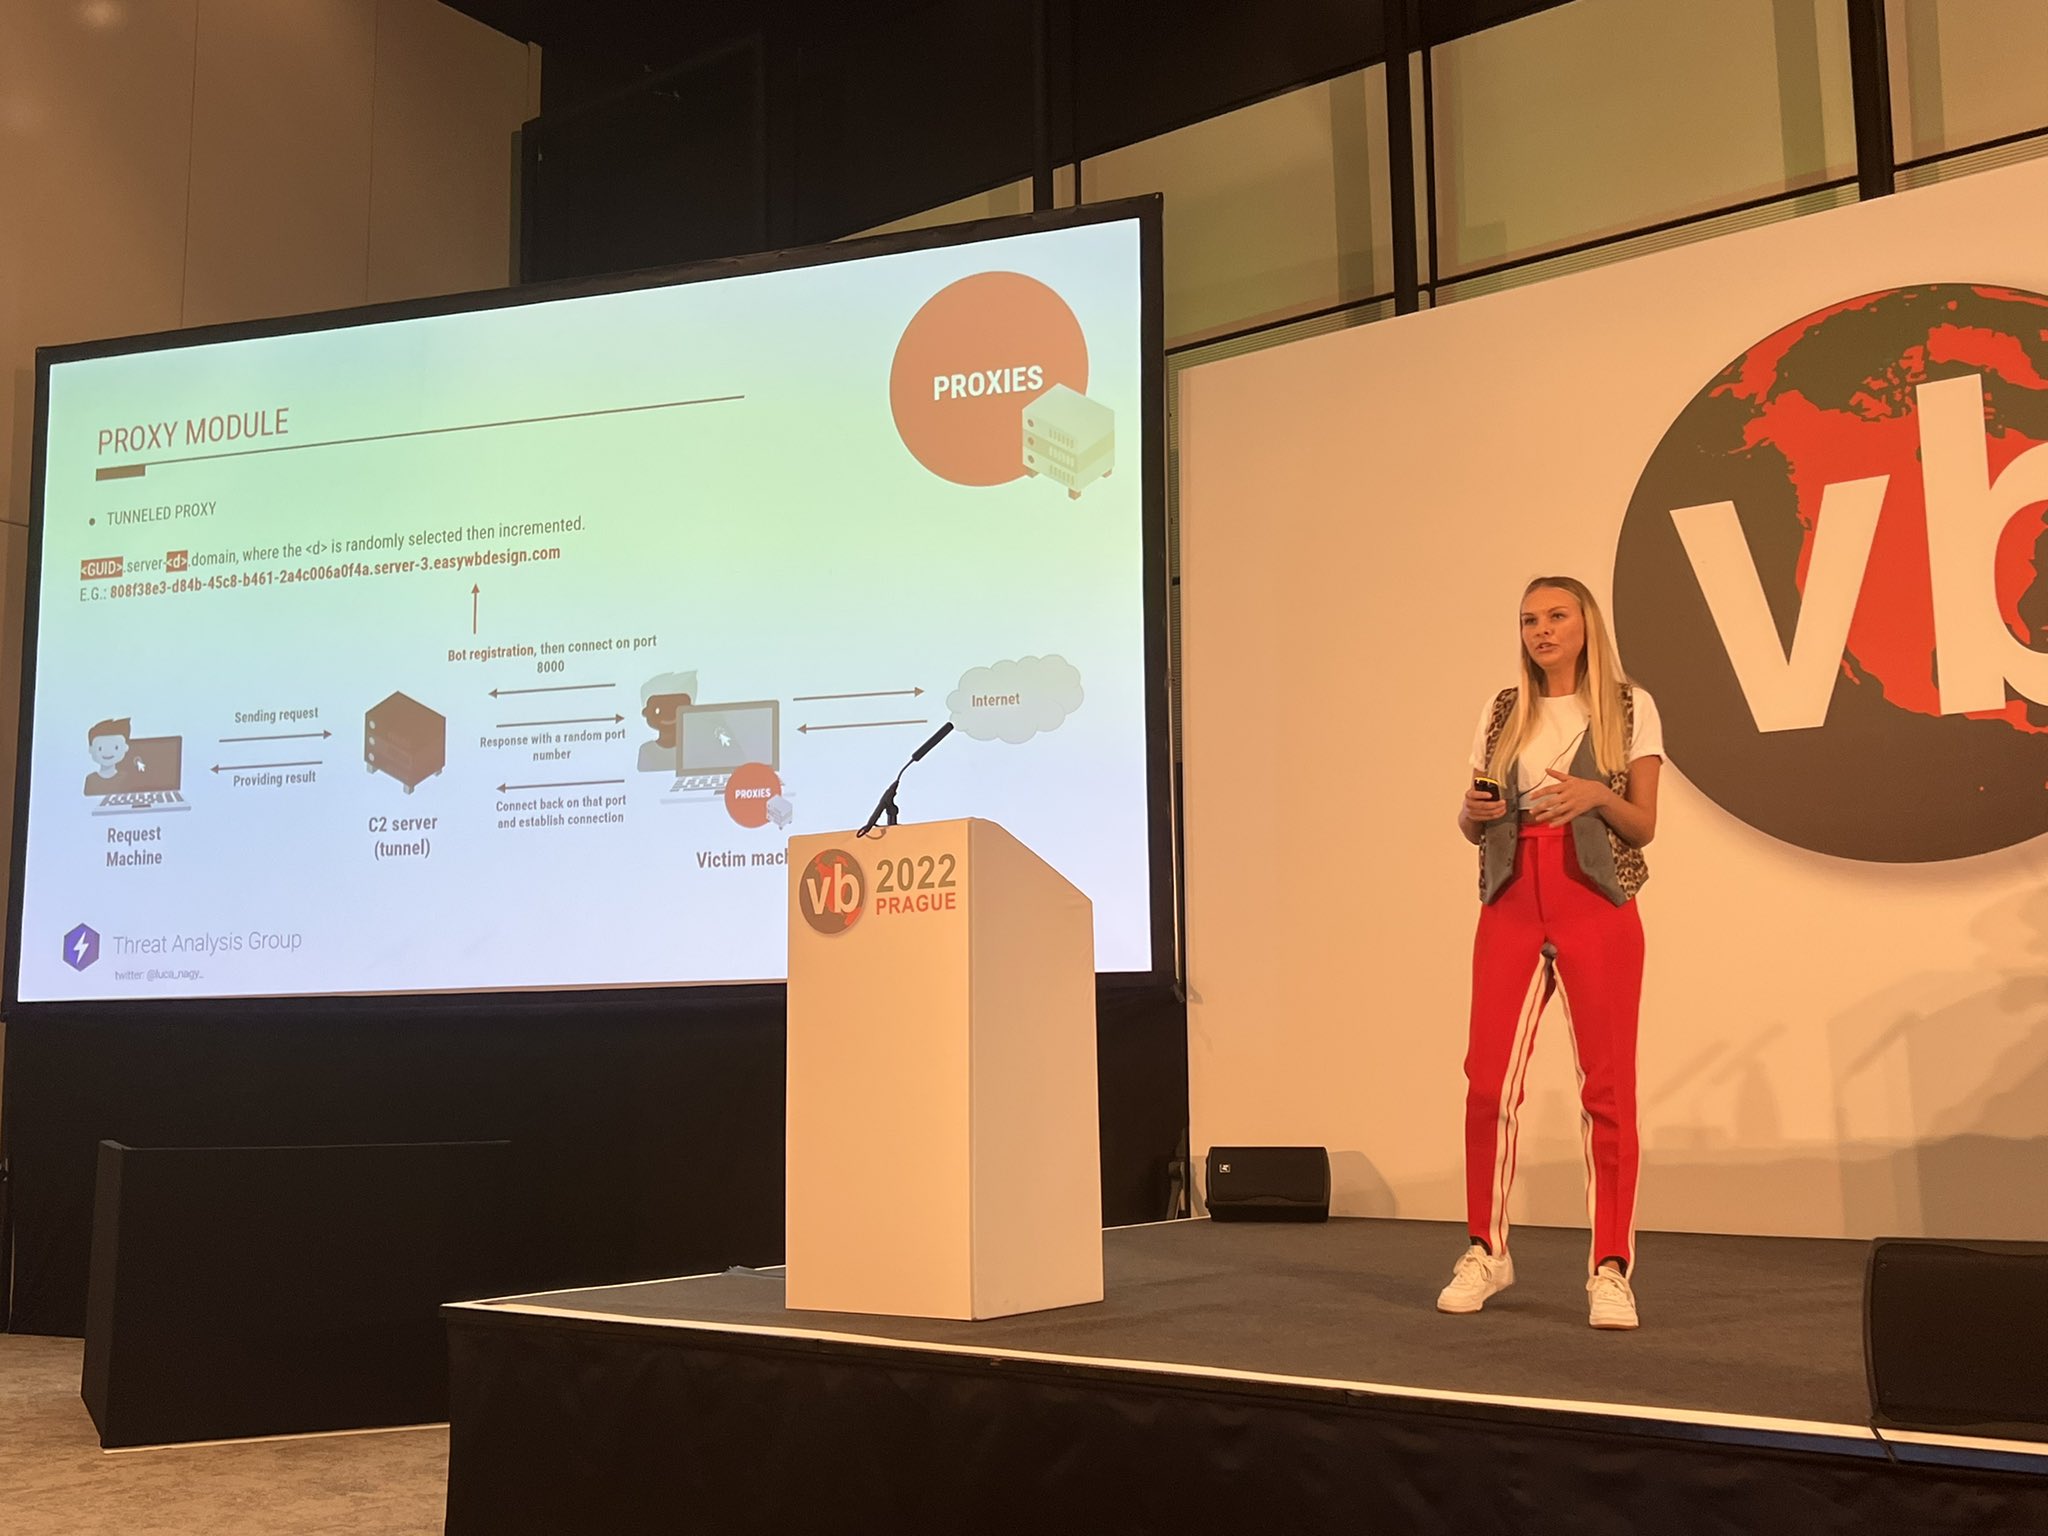 PROXIES
PROXY MODULE
● TUNNELED PROXY
<GUID>.server-<d>.domain, where the <d> is randomly selected then incremented.
E.G.: 808f38e3-d84b-45c8-b461-2a4c006a0f4a.server-3.easywbdesign.com
Bot registration, then connect on port
8000
Sending request
Providing result
Response with a random port
number
Connect back on that port
and establish connection
Internet
PROXIES
Request
Machine
C2 server
(tunnel)
Victim mach
Threat Analysis Group
twitter: @luca_nagy_
vb 2022
PRAGUE
vb